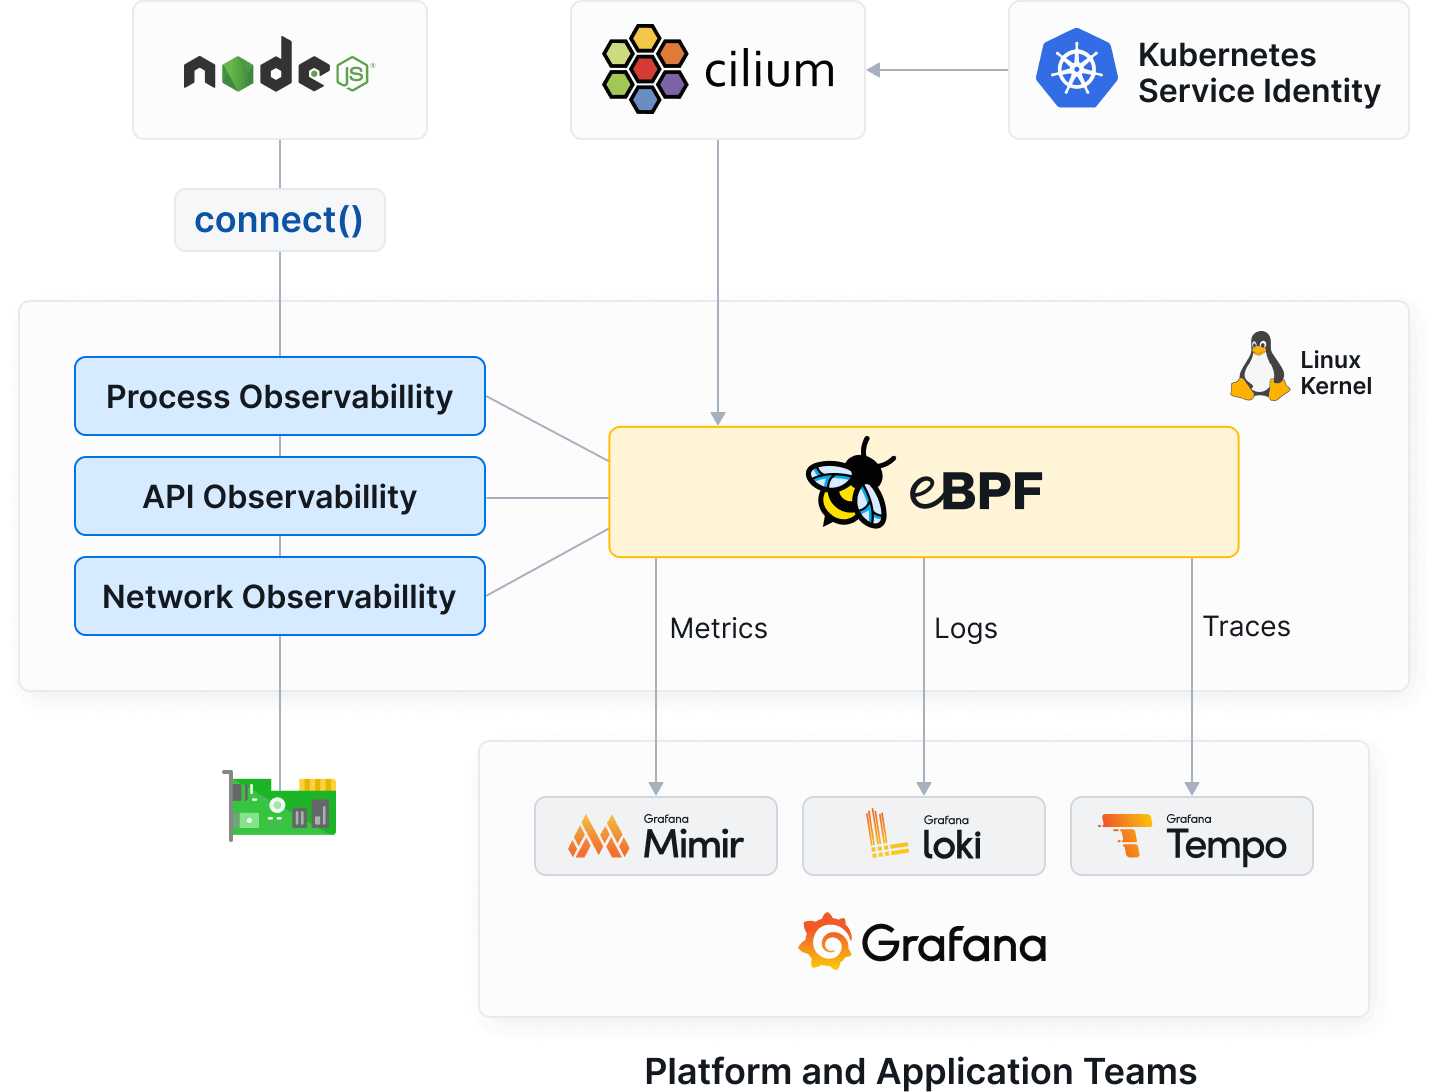 node
JS
®
cilium
Kubernetes
Service Identity
connect()
Linux
Kernel
Process Observabillity
API Observabillity
Network Observabillity
eBPF
Metrics
Logs
Traces
Grafana
Mimir
Grafana
loki
Grafana
Tempo
Grafana
Platform and Application Teams